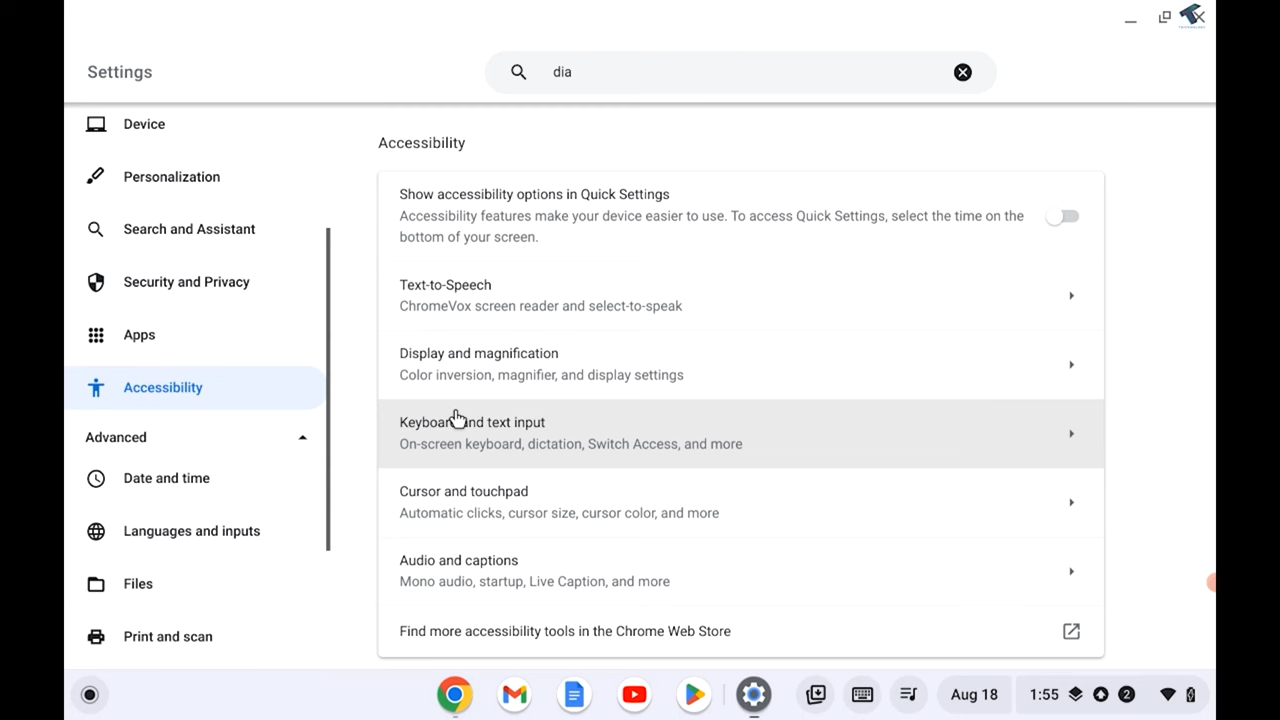 Settings
dia
Device
Personalization
Search and Assistant
Security and Privacy
Apps
Accessibility
Advanced
Date and time
Languages and inputs
Files
Print and scan
Accessibility
Show accessibility options in Quick Settings
Accessibility features make your device easier to use. To access Quick Settings, select the time on the
bottom of your screen.
Text-to-Speech
ChromeVox screen reader and select-to-speak
Display and magnification
Color inversion, magnifier, and display settings
Keyboard and text input
On-screen keyboard, dictation, Switch Access, and more
Cursor and touchpad
Automatic clicks, cursor size, cursor color, and more
Audio and captions
Mono audio, startup, Live Caption, and more
Find more accessibility tools in the Chrome Web Store
Aug 18
1:55
2